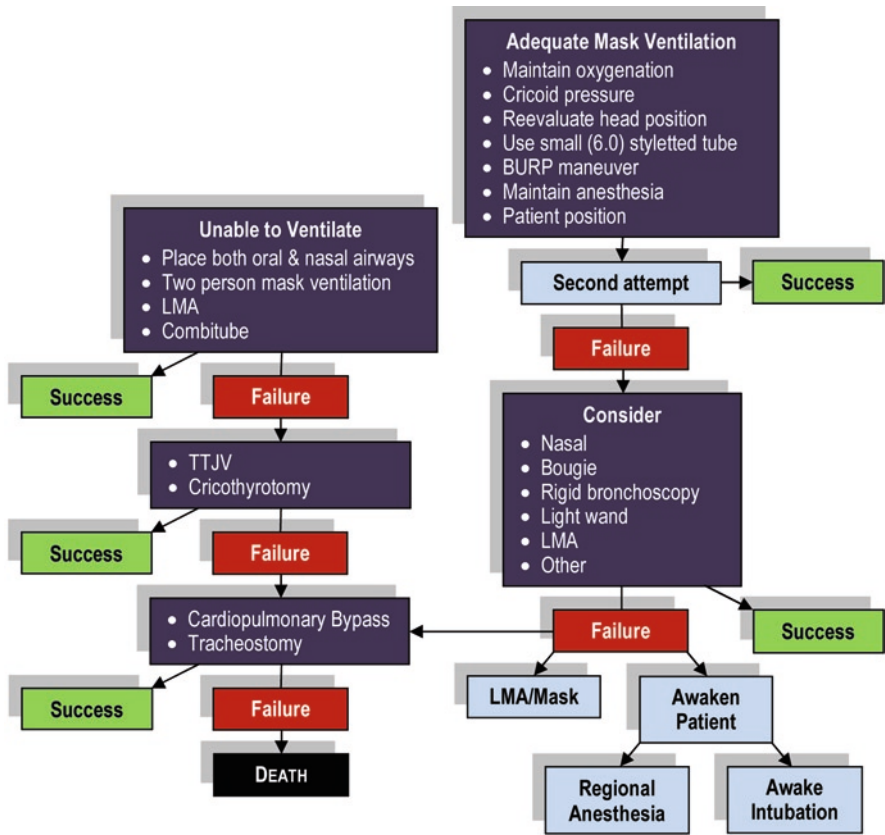 Adequate Mask Ventilation
• Maintain oxygenation
• Cricoid pressure
• Reevaluate head position
• Use small (6.0) styletted tube
• BURP maneuver
• Maintain anesthesia
• Patient position
Unable to Ventilate
• Place both oral & nasal airways
• Two person mask ventilation
• LMA
• Combitube
Second attempt
Success
Failure
Success
Failure
Consider
• Nasal
• Bougie
• Rigid bronchoscopy
• Light wand
• LMA
• Other
• TTJV
• Cricothyrotomy
Success
Failure
• Cardiopulmonary Bypass
• Tracheostomy
Failure
Success
Success
Failure
LMA/Mask
Awaken
Patient
DEATH
Regional
Anesthesia
Awake
Intubation